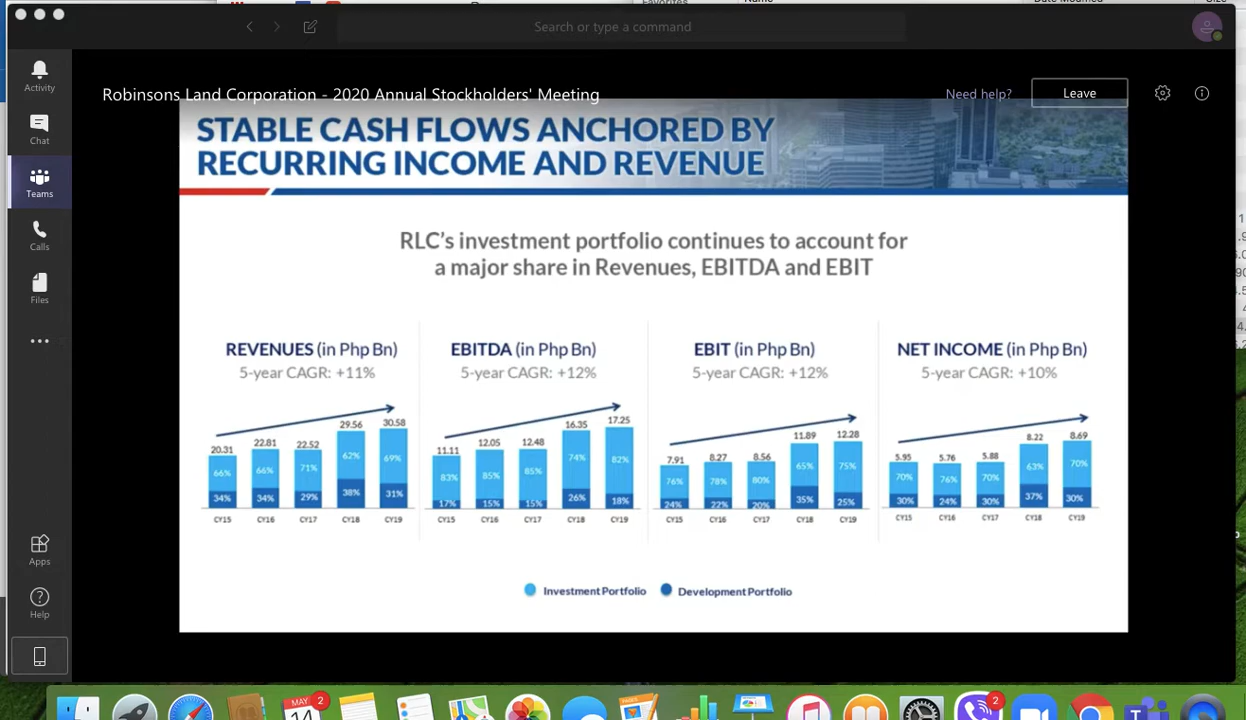 Favorites
Name
Date Modified
Size
Search or type a command
Activity
Chat
Teams
Calls
Files
Apps
Help
Robinsons Land Corporation - 2020 Annual Stockholders' Meeting
Need help?
Leave
STABLE CASH FLOWS ANCHORED BY
RECURRING INCOME AND REVENUE
RLC's investment portfolio continues to account for
a major share in Revenues, EBITDA and EBIT
REVENUES (in Php Bn)
5-year CAGR: +11%
20.31 22.81 22.52 29.56 30.58
66% 66% 71% 62% 69%
34% 34% 29% 38% 31%
CY15 CY16 CY17 CY18 CY19
EBITDA (in Php Bn)
5-year CAGR: +12%
11.11 12.05 12.48 16.35 17.25
83% 85% 85% 74% 82%
17% 15% 15% 26% 18%
CY15 CY16 CY17 CY18 CY19
EBIT (in Php Bn)
5-year CAGR: +12%
7.91 8.27 8.56 11.89 12.28
76% 78% 80% 65% 75%
24% 22% 20% 35% 25%
CY15 CY16 CY17 CY18 CY19
NET INCOME (in Php Bn)
5-year CAGR: +10%
5.95 5.76 5.88 8.22 8.69
70% 76% 70% 63% 70%
30% 24% 30% 37% 30%
CY15 CY16 CY17 CY18 CY19
Investment Portfolio
Development Portfolio
MAY 2
14
2